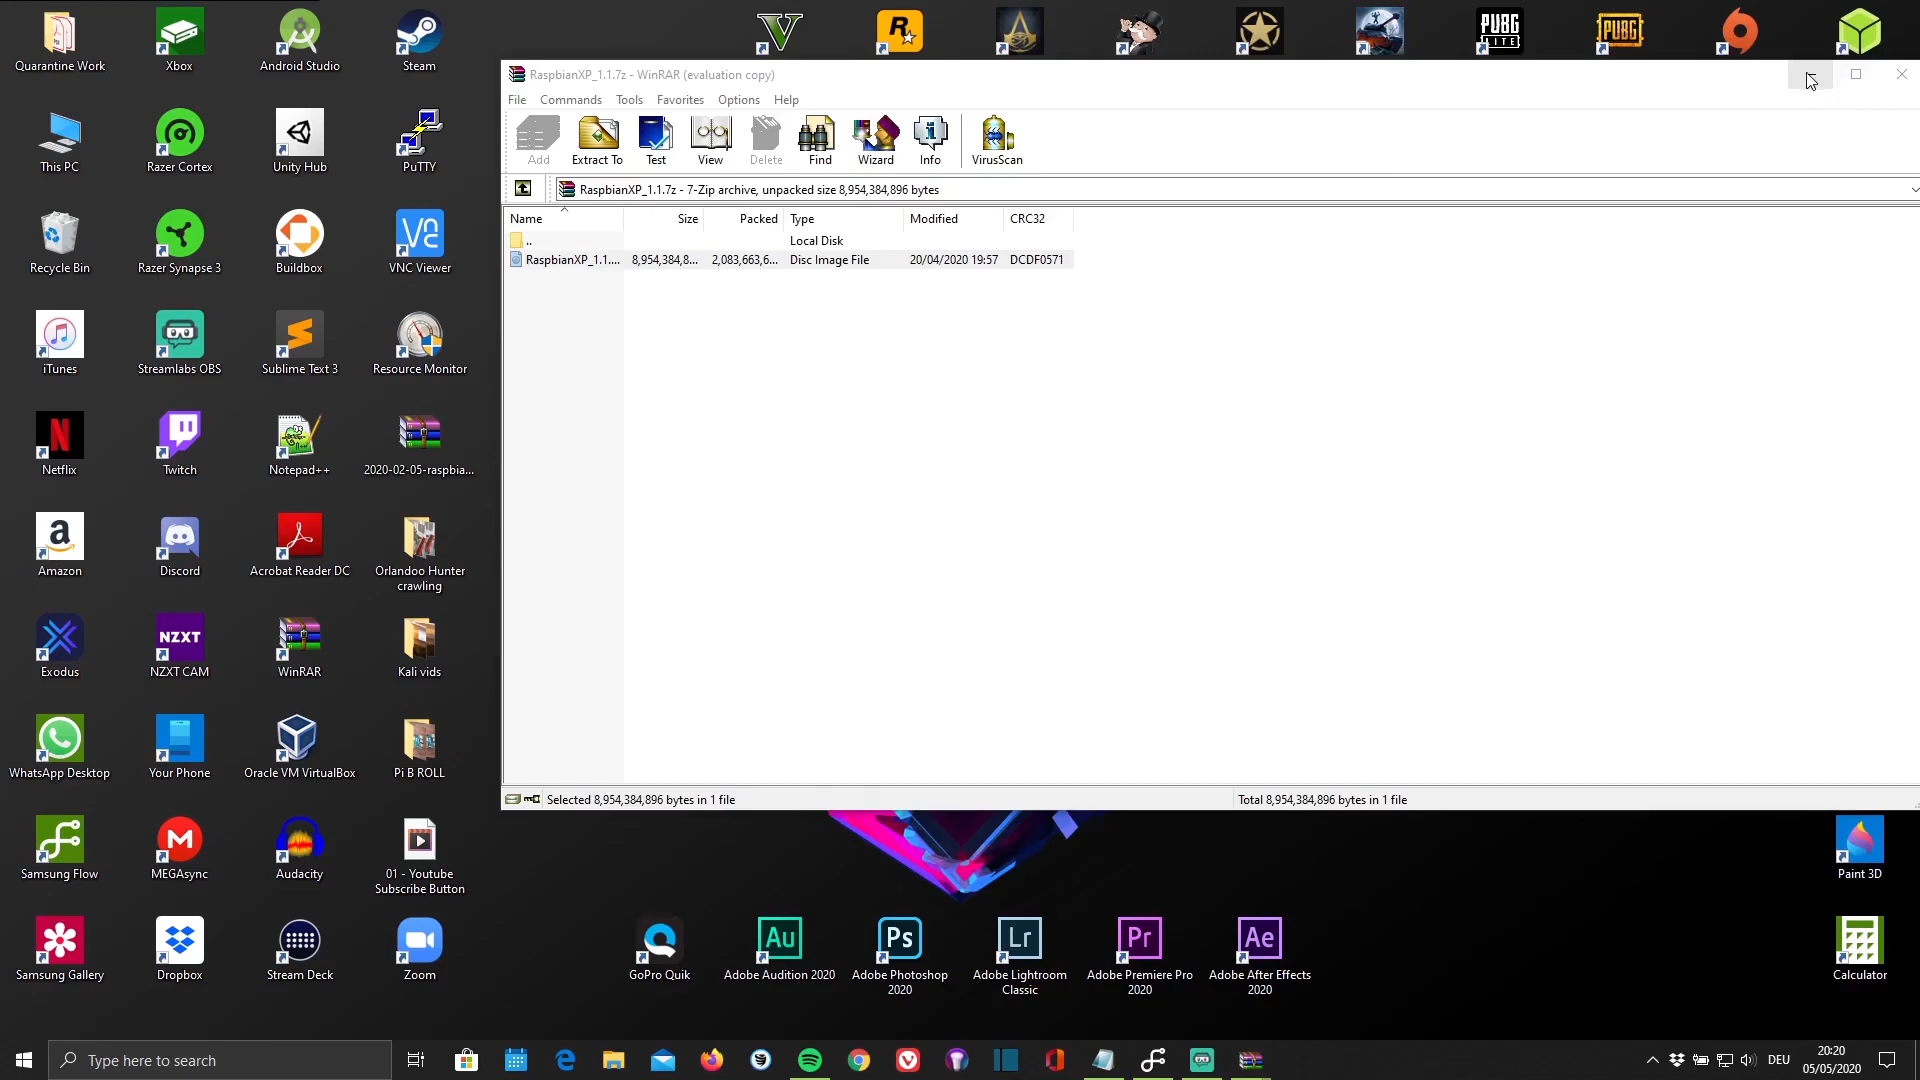 Quarantine Work
Xbox
Android Studio
Steam
PUBG
LITE
PUBG
RaspbianXP_1.1.7z - WinRAR (evaluation copy)
File Commands Tools Favorites Options Help
Add Extract To Test View Delete Find Wizard Info VirusScan
RaspbianXP_1.1.7z - 7-Zip archive, unpacked size 8,954,384,896 bytes
Name Size Packed Type Modified CRC32
.. Local Disk
RaspbianXP_1.1.... 8,954,384,8... 2,083,663,6... Disc Image File 20/04/2020 19:57 DCDF0571
Selected 8,954,384,896 bytes in 1 file
Total 8,954,384,896 bytes in 1 file
This PC
Razer Cortex
Unity Hub
PuTTY
Recycle Bin
Razer Synapse 3
Buildbox
VNC Viewer
iTunes
Streamlabs OBS
Sublime Text 3
Resource Monitor
Netflix
Twitch
Notepad++
2020-02-05-raspbia...
Amazon
Discord
Acrobat Reader DC
Orlandoo Hunter
crawling
Exodus
NZXT
NZXT CAM
WinRAR
Kali vids
WhatsApp Desktop
Your Phone
Oracle VM VirtualBox
Pi B ROLL
Samsung Flow
MEGAsync
Audacity
01 - Youtube
Subscribe Button
Paint 3D
Samsung Gallery
Dropbox
Stream Deck
Zoom
GoPro Quik
Au
Adobe Audition 2020
Ps
Adobe Photoshop
2020
Lr
Adobe Lightroom
Classic
Pr
Adobe Premiere Pro
2020
Ae
Adobe After Effects
2020
Calculator
Type here to search
DEU
20:20
05/05/2020